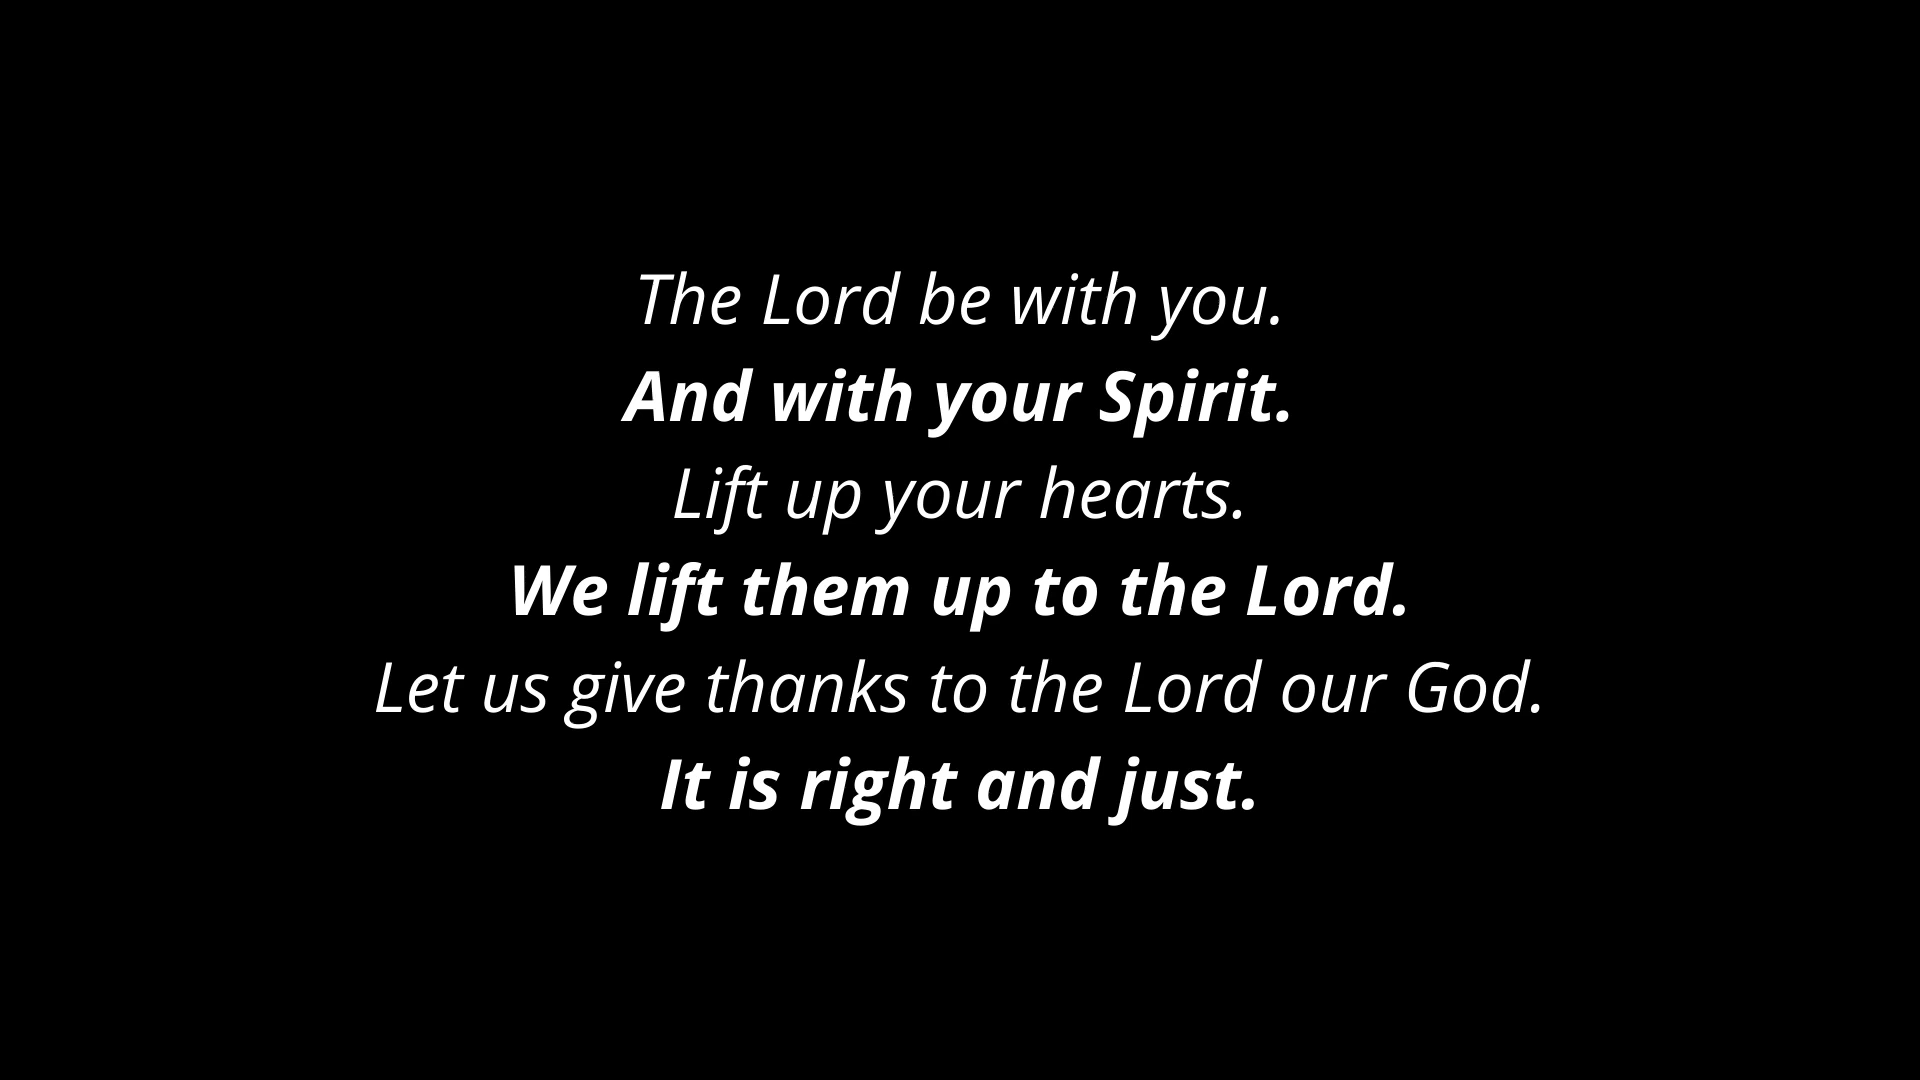 The Lord be with you.
And with your Spirit.
Lift up your hearts.
We lift them up to the Lord.
Let us give thanks to the Lord our God.
It is right and just.